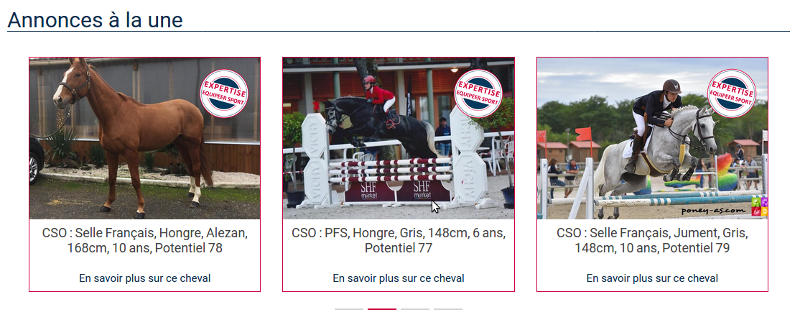 Annonces à la une
EXPERTISE
EQUIPEER SPORT
EXPERTISE
EQUIPEER SPORT
EXPERTISE
EQUIPEER SPORT
SHF
market
SHF
market
poney-as.com
CSO : Selle Français, Hongre, Alezan,
168cm, 10 ans, Potentiel 78
En savoir plus sur ce cheval
CSO : PFS, Hongre, Gris, 148cm, 6 ans,
Potentiel 77
En savoir plus sur ce cheval
CSO : Selle Français, Jument, Gris,
148cm, 10 ans, Potentiel 79
En savoir plus sur ce cheval